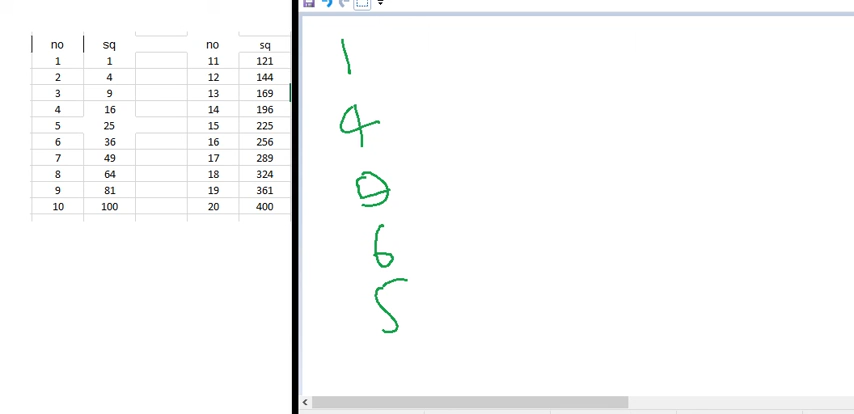 no sq no sq
1 1 11 121
2 4 12 144
3 9 13 169
4 16 14 196
5 25 15 225
6 36 16 256
7 49 17 289
8 64 18 324
9 81 19 361
10 100 20 400
1
4
6
5